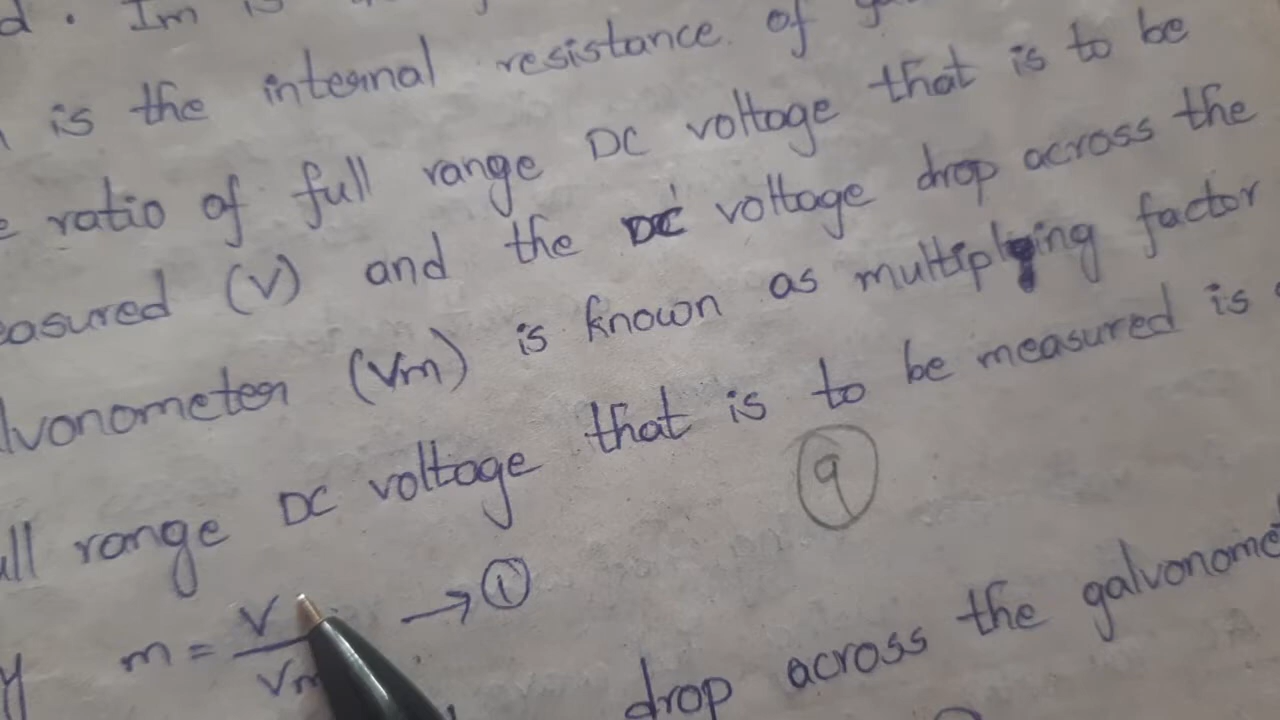 d. Im is
is the internal resistance of
ratio of full range DC voltage that is to be
easured (V) and the DC voltage drop across the
lvonometer (Vm) is known as multiplying factor
ull range DC voltage that is to be measured is
9
m = V/Vm → 1
drop across the galvonome